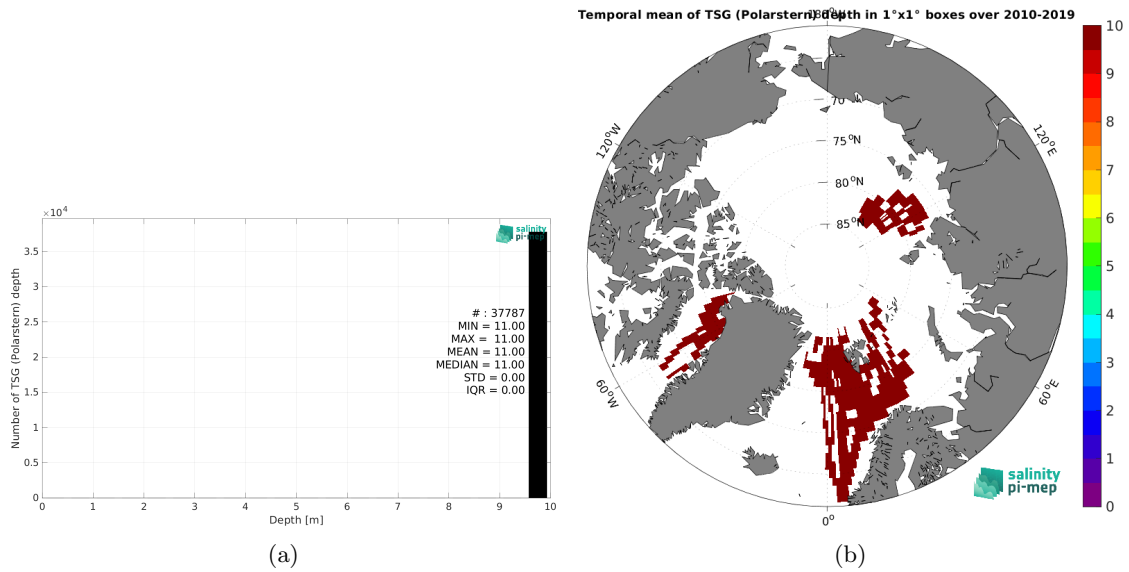 ×10⁴
3.5
3
2.5
2
1.5
1
0.5
0
0 1 2 3 4 5 6 7 8 9 10
Number of TSG (Polarstern) depth
Depth [m]
salinity
pi-mep
# : 37787
MIN = 11.00
MAX = 11.00
MEAN = 11.00
MEDIAN = 11.00
STD = 0.00
IQR = 0.00
(a)
Temporal mean of TSG (Polarstern) depth in 1°x1° boxes over 2010-2019
180°W
120°W
120°E
60°W
60°E
0°
70°N
75°N
80°N
85°N
10
9
8
7
6
5
4
3
2
1
0
salinity
pi-mep
(b)